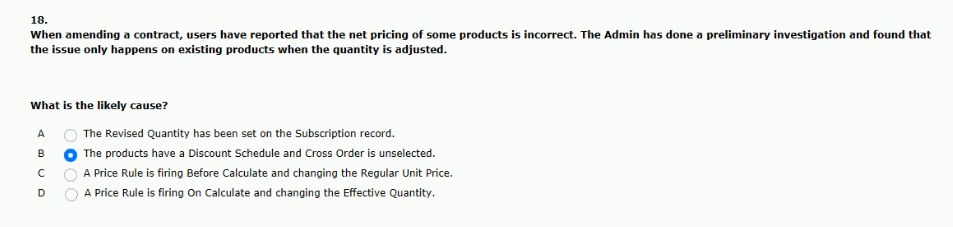 18.
When amending a contract, users have reported that the net pricing of some products is incorrect. The Admin has done a preliminary investigation and found that
the issue only happens on existing products when the quantity is adjusted.
What is the likely cause?
A The Revised Quantity has been set on the Subscription record.
B The products have a Discount Schedule and Cross Order is unselected.
C A Price Rule is firing Before Calculate and changing the Regular Unit Price.
D A Price Rule is firing On Calculate and changing the Effective Quantity.